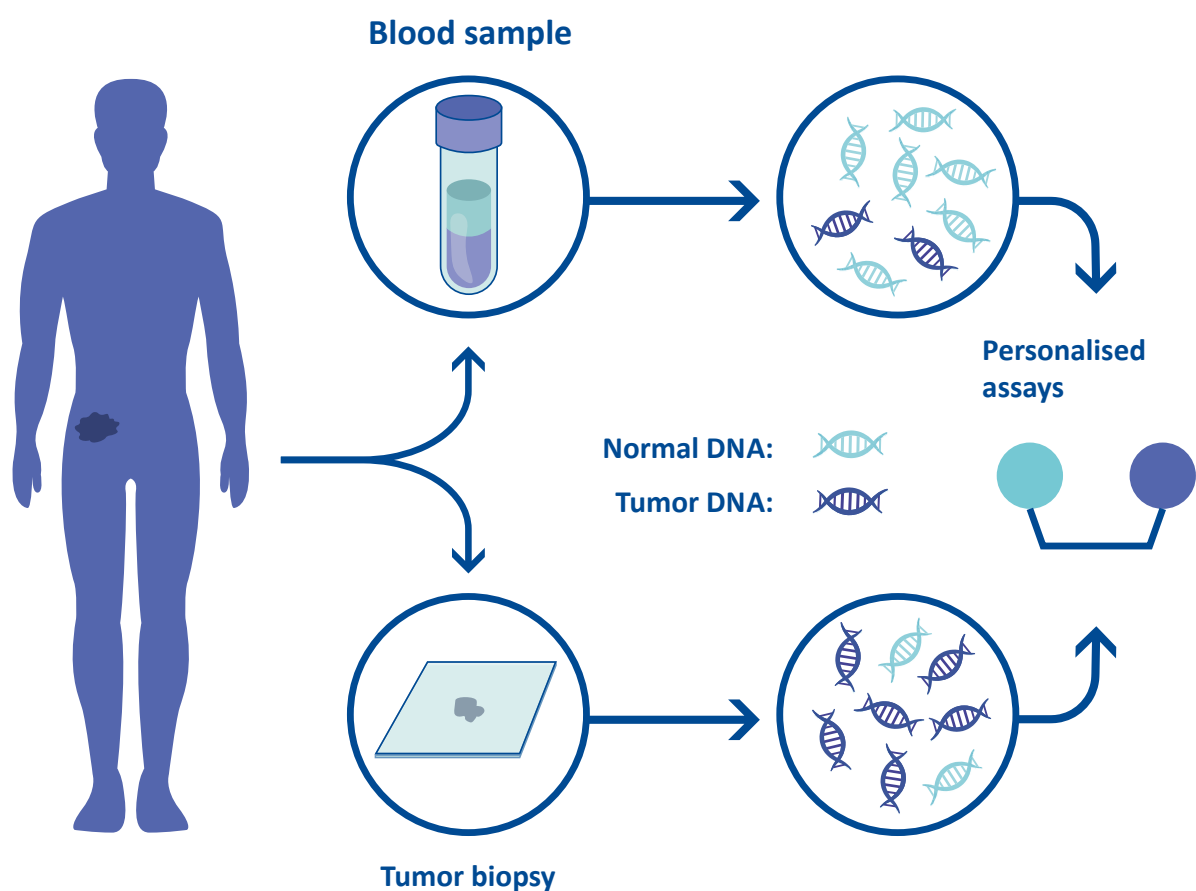 Blood sample
Personalised
assays
Normal DNA:
Tumor DNA:
Tumor biopsy